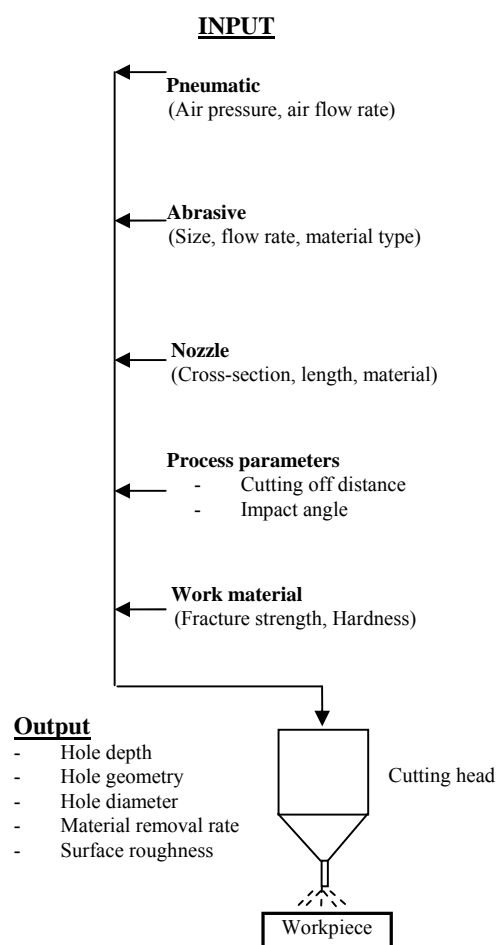 INPUT
Pneumatic
(Air pressure, air flow rate)
Abrasive
(Size, flow rate, material type)
Nozzle
(Cross-section, length, material)
Process parameters
- Cutting off distance
- Impact angle
Work material
(Fracture strength, Hardness)
Output
- Hole depth
- Hole geometry
- Hole diameter
- Material removal rate
- Surface roughness
Cutting head
Workpiece